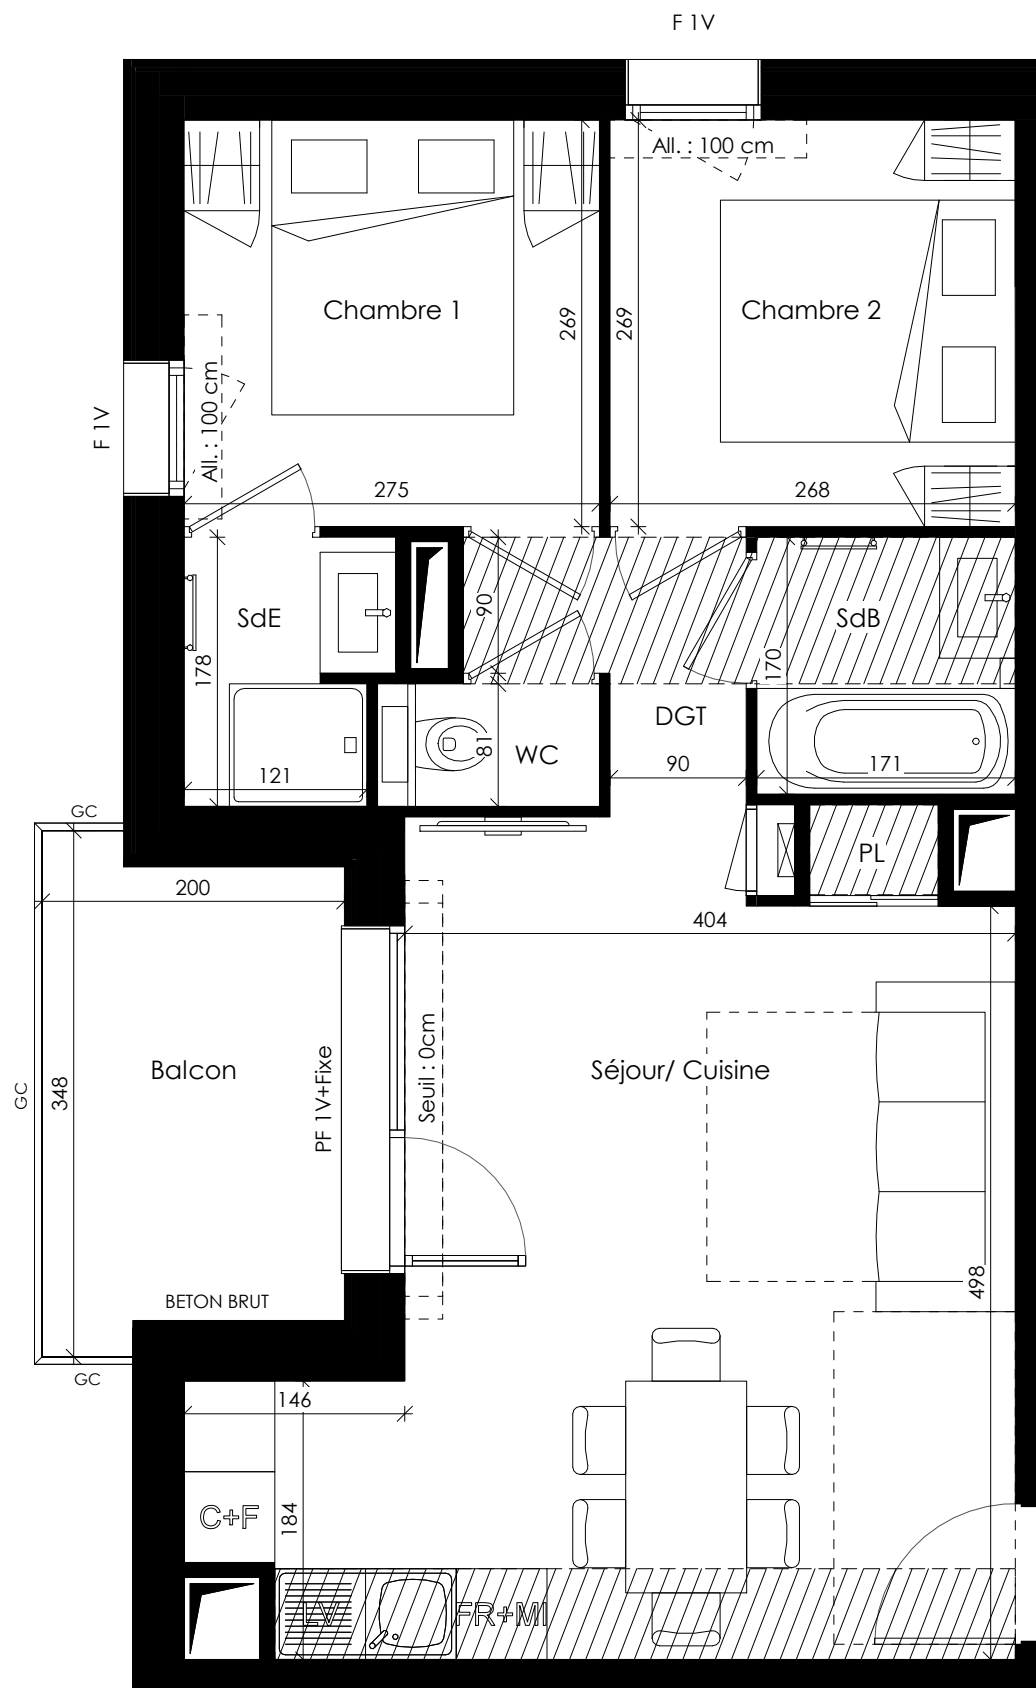 F 1V
All. : 100 cm
Chambre 1
269
269
Chambre 2
F 1V
All. : 100 cm
275
268
SdE
90
SdB
178
170
DGT
81
WC
121
90
171
GC
PL
200
404
Balcon
PF 1V+Fixe
Seuil : 0cm
Séjour/ Cuisine
GC
348
498
BETON BRUT
GC
146
C+F
184
LV
FR+MI